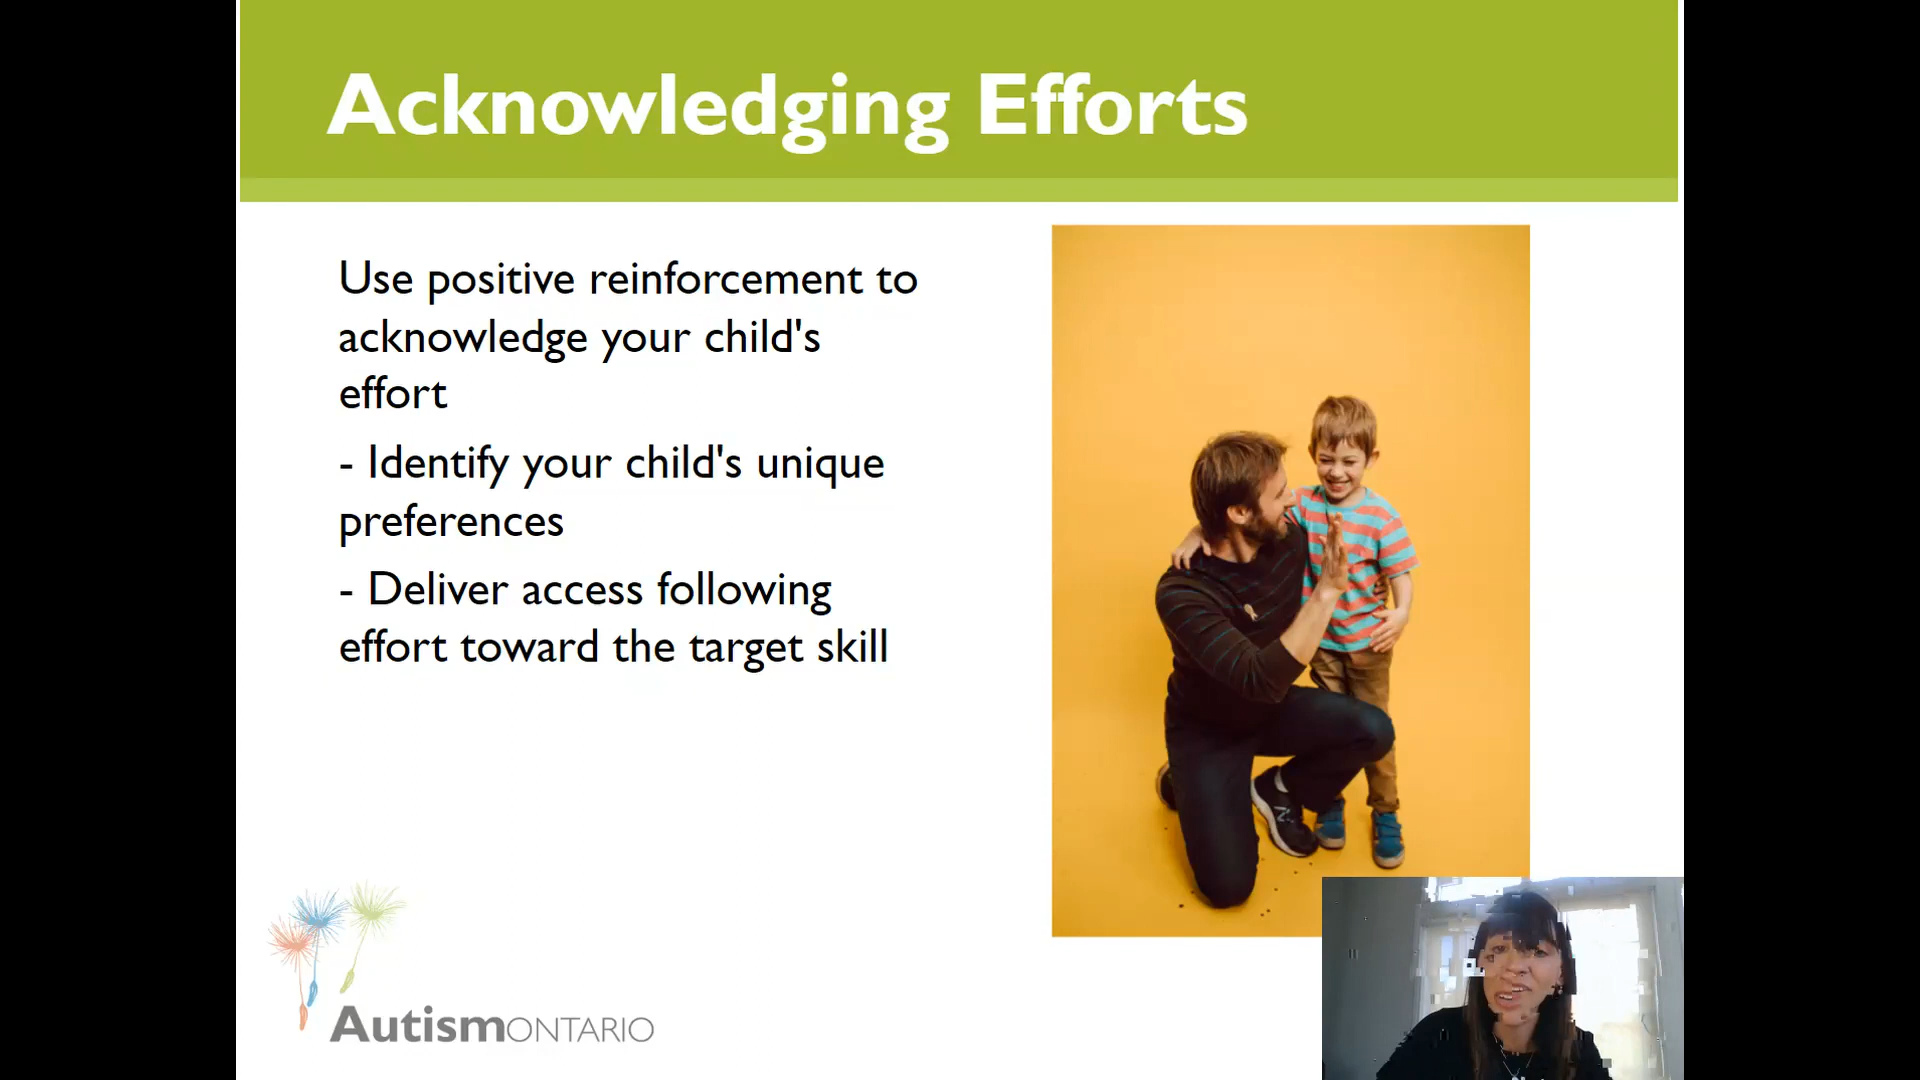 Acknowledging Efforts
Use positive reinforcement to
acknowledge your child's
effort
- Identify your child's unique
preferences
- Deliver access following
effort toward the target skill
AutismONTARIO